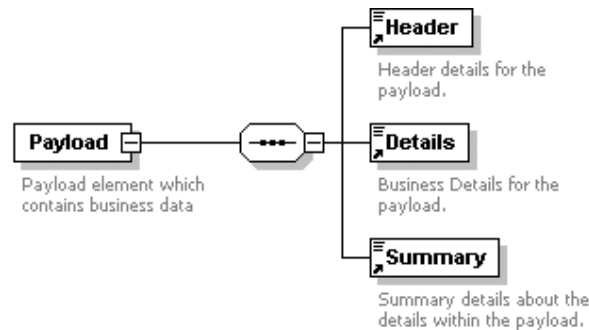 Header
Header details for the
payload.
Payload
Payload element which
contains business data
Details
Business Details for the
payload.
Summary
Summary details about the
details within the payload.